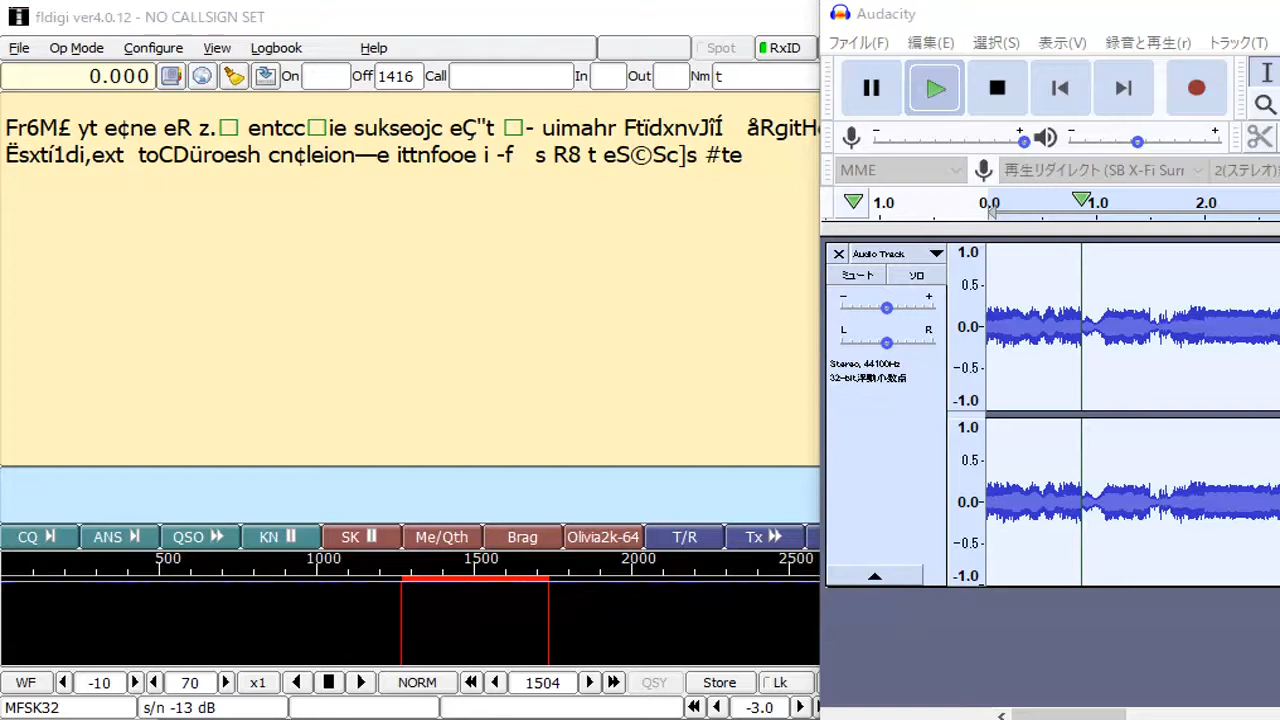 fldigi ver4.0.12 - NO CALLSIGN SET
File Op Mode Configure View Logbook Help Spot RxID
0.000 On Off 1416 Call In Out Nm t
Fr6M£ yt e¢ne eR z.□ entcc□ie sukseojc eÇ"t □- uimahr FtïdxnvJîÍ åRgitH
Ësxtí1di,ext toCDüroesh cn¢leion—e ittnfooe i -f s R8 t eS©Sc]s #te
CQ ANS QSO KN SK Me/Qth Brag Olivia2k-64 T/R Tx
500 1000 1500 2000 2500
WF -10 70 x1 NORM 1504 QSY Store Lk
MFSK32 s/n -13 dB -3.0
Audacity
ファイル(F) 編集(E) 選択(S) 表示(V) 録音と再生(r) トラック(T)
- + - +
MME 再生リダイレクト (SB X-Fi Surr 2(ステレオ)
1.0 0.0 1.0 2.0
Audio Track
ミュート ソロ
- +
L R
Stereo, 44100Hz
32-bit浮動小数点
1.0
0.5-
0.0-
-0.5-
-1.0
1.0
0.5-
0.0-
-0.5-
-1.0